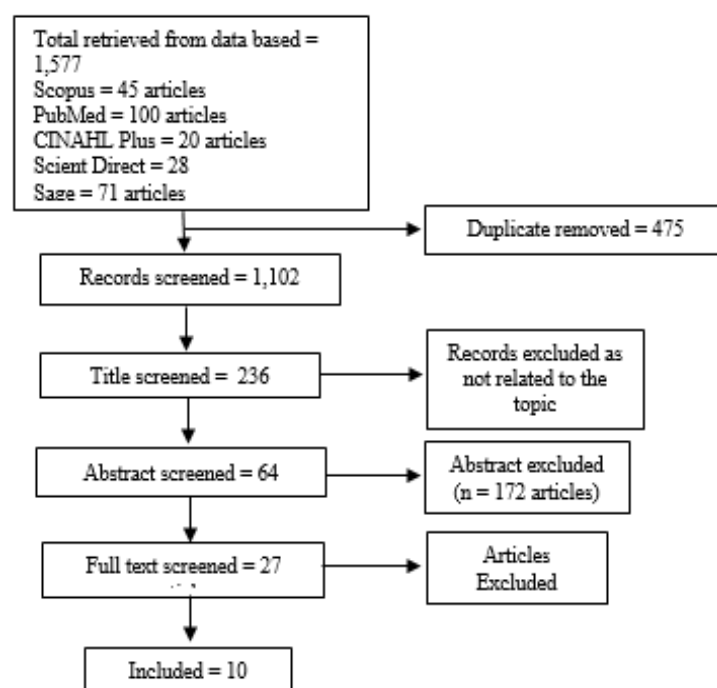 Total retrieved from data based =
1,577
Scopus = 45 articles
PubMed = 100 articles
CINAHL Plus = 20 articles
Scient Direct = 28
Sage = 71 articles
Duplicate removed = 475
Records screened = 1,102
Title screened = 236
Records excluded as
not related to the
topic
Abstract screened = 64
Abstract excluded
(n = 172 articles)
Full text screened = 27
Articles
Excluded
Included = 10